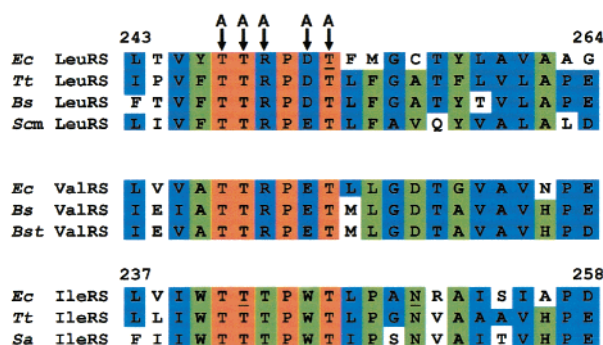 A A A A A
243 264
Ec LeuRS L T V Y T T R P D T F M G C T Y L A V A A G
Tt LeuRS I P V F T T R P D T L F G A T F L V L A P E
Bs LeuRS F T V F T T R P D T L F G A T Y T V L A P E
Scm LeuRS L I V F T T R P E T L F A V Q Y V A L A L D
Ec ValRS L V V A T T R P E T L L G D T G V A V N P E
Bs ValRS I E I A T T R P E T M L G D T A V A V H P E
Bst ValRS I E V A T T R P E T M L G D T A V A V H P D
237 258
Ec IleRS L V I W T T T P W T L P A N R A I S I A P D
Tt IleRS L L I W T T T P W T L P G N V A A A V H P E
Sa IleRS F I I W T T T P W T I P S N V A I T V H P E